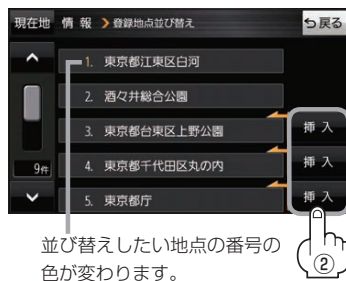 現在地 情 報 登録地点並び替え 戻る
1. 東京都江東区白河
2. 酒々井総合公園
3. 東京都台東区上野公園 挿 入
4. 東京都千代田区丸の内 挿 入
9件
5. 東京都庁 挿 入
②
並び替えしたい地点の番号の
色が変わります。